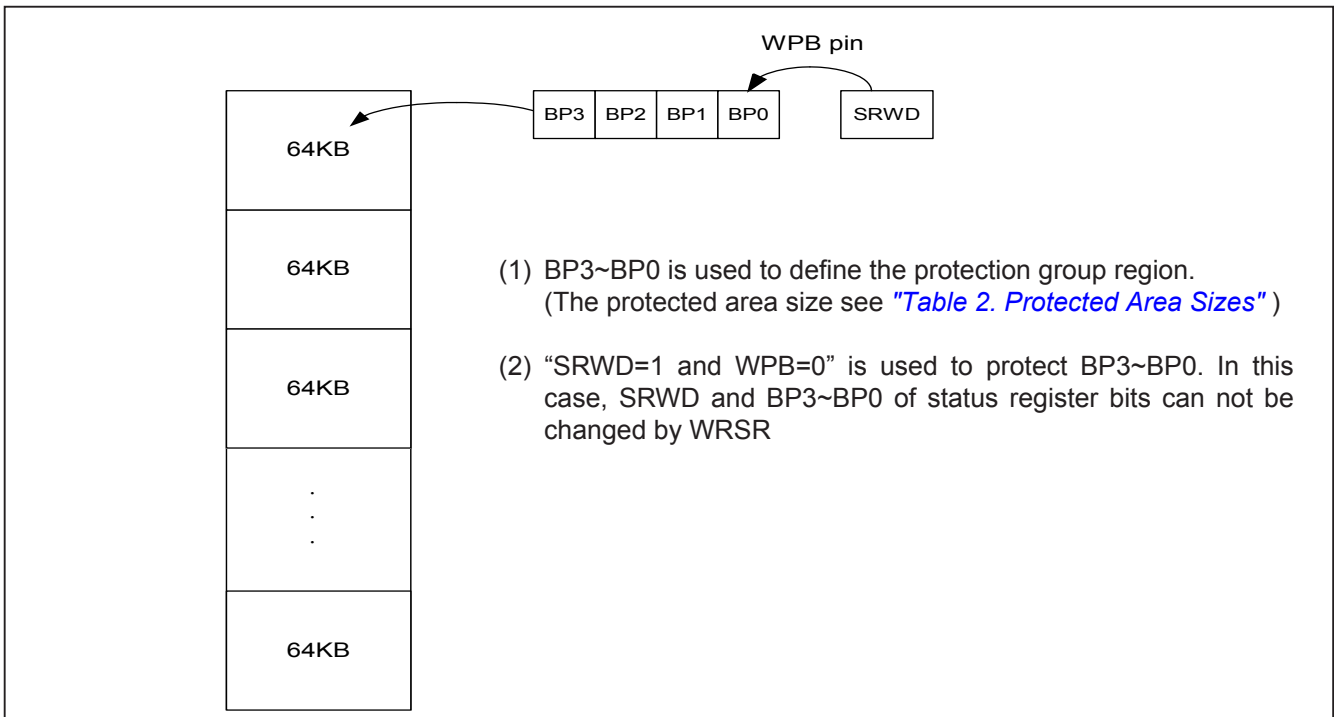 WPB pin
BP3 BP2 BP1 BP0 SRWD
64KB
64KB
(1) BP3~BP0 is used to define the protection group region.
(The protected area size see "Table 2. Protected Area Sizes" )
64KB
(2) “SRWD=1 and WPB=0” is used to protect BP3~BP0. In this
case, SRWD and BP3~BP0 of status register bits can not be
changed by WRSR
.
.
.
64KB